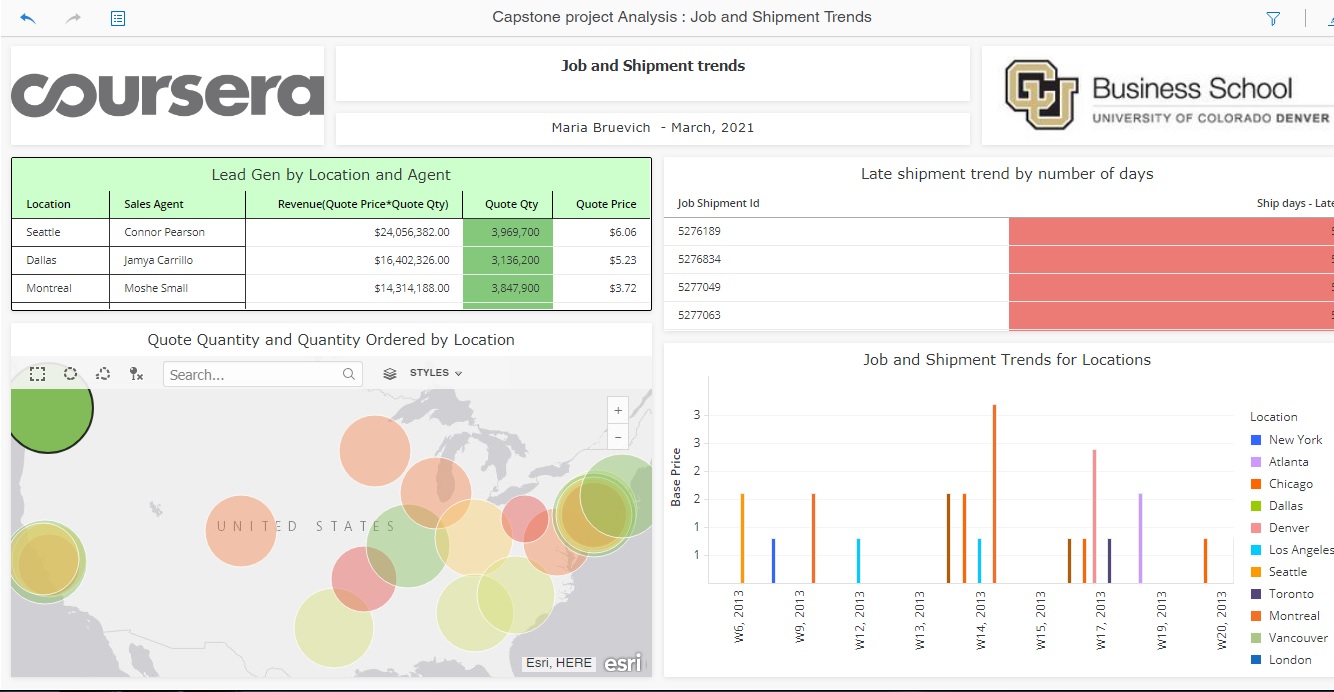 Capstone project Analysis : Job and Shipment Trends
coursera
Job and Shipment trends
Maria Bruevich - March, 2021
CU
Business School
UNIVERSITY OF COLORADO DENVER
Lead Gen by Location and Agent
Location Sales Agent Revenue(Quote Price*Quote Qty) Quote Qty Quote Price
Seattle Connor Pearson $24,056,382.00 3,969,700 $6.06
Dallas Jamya Carrillo $16,402,326.00 3,136,200 $5.23
Montreal Moshe Small $14,314,188.00 3,847,900 $3.72
Late shipment trend by number of days
Job Shipment Id Ship days - Late
5276189
5276834
5277049
5277063
Quote Quantity and Quantity Ordered by Location
Search... STYLES
+
−
UNITED STATES
Esri, HERE esri
Job and Shipment Trends for Locations
Base Price
3
3
2
2
1
1
W6, 2013 W9, 2013 W12, 2013 W13, 2013 W14, 2013 W15, 2013 W17, 2013 W19, 2013 W20, 2013
Location
New York
Atlanta
Chicago
Dallas
Denver
Los Angeles
Seattle
Toronto
Montreal
Vancouver
London